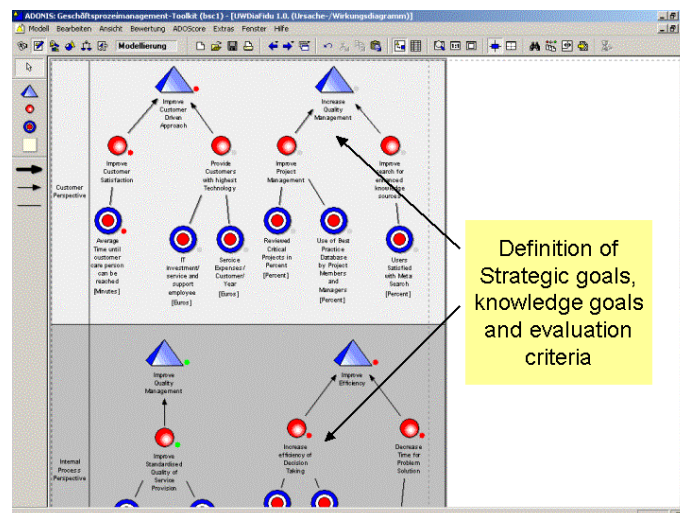 ADONIS: Geschäftsprozeimanagement-Toolkit (bsc1) - [UWDiaFidu 1.0. (Ursache-/Wirkungsdiagramm)]
Modell Bearbeiten Ansicht Bewertung ADOScore Extras Fenster Hilfe
Modellierung
Improve
Customer
Driven
Approach
Increase
Quality
Management
Improve
Customer
Satisfaction
Provide
Customers
with highest
Technology
Improve
Project
Management
Improve
search for
enhanced
knowledge
sources
Customer
Perspective
Average
Time until
customer
care person
can be
reached
[Minutes]
IT
investment/
service and
support
employee
[Euros]
Service
Expenses/
Customer/
Year
[Euros]
Reviewed
Critical
Projects in
Percent
[Percent]
Use of Best
Practice
Database
by Project
Members
and
Managers
[Percent]
Users
Satisfied
with Meta
Search
[Percent]
Definition of
Strategic goals,
knowledge goals
and evaluation
criteria
Improve
Quality
Management
Improve
Efficiency
Improve
Standardized
Quality of
Service
Provision
Increase
efficiency of
Decision
Taking
Decrease
Time for
Problem
Solution
Internal
Process
Perspective